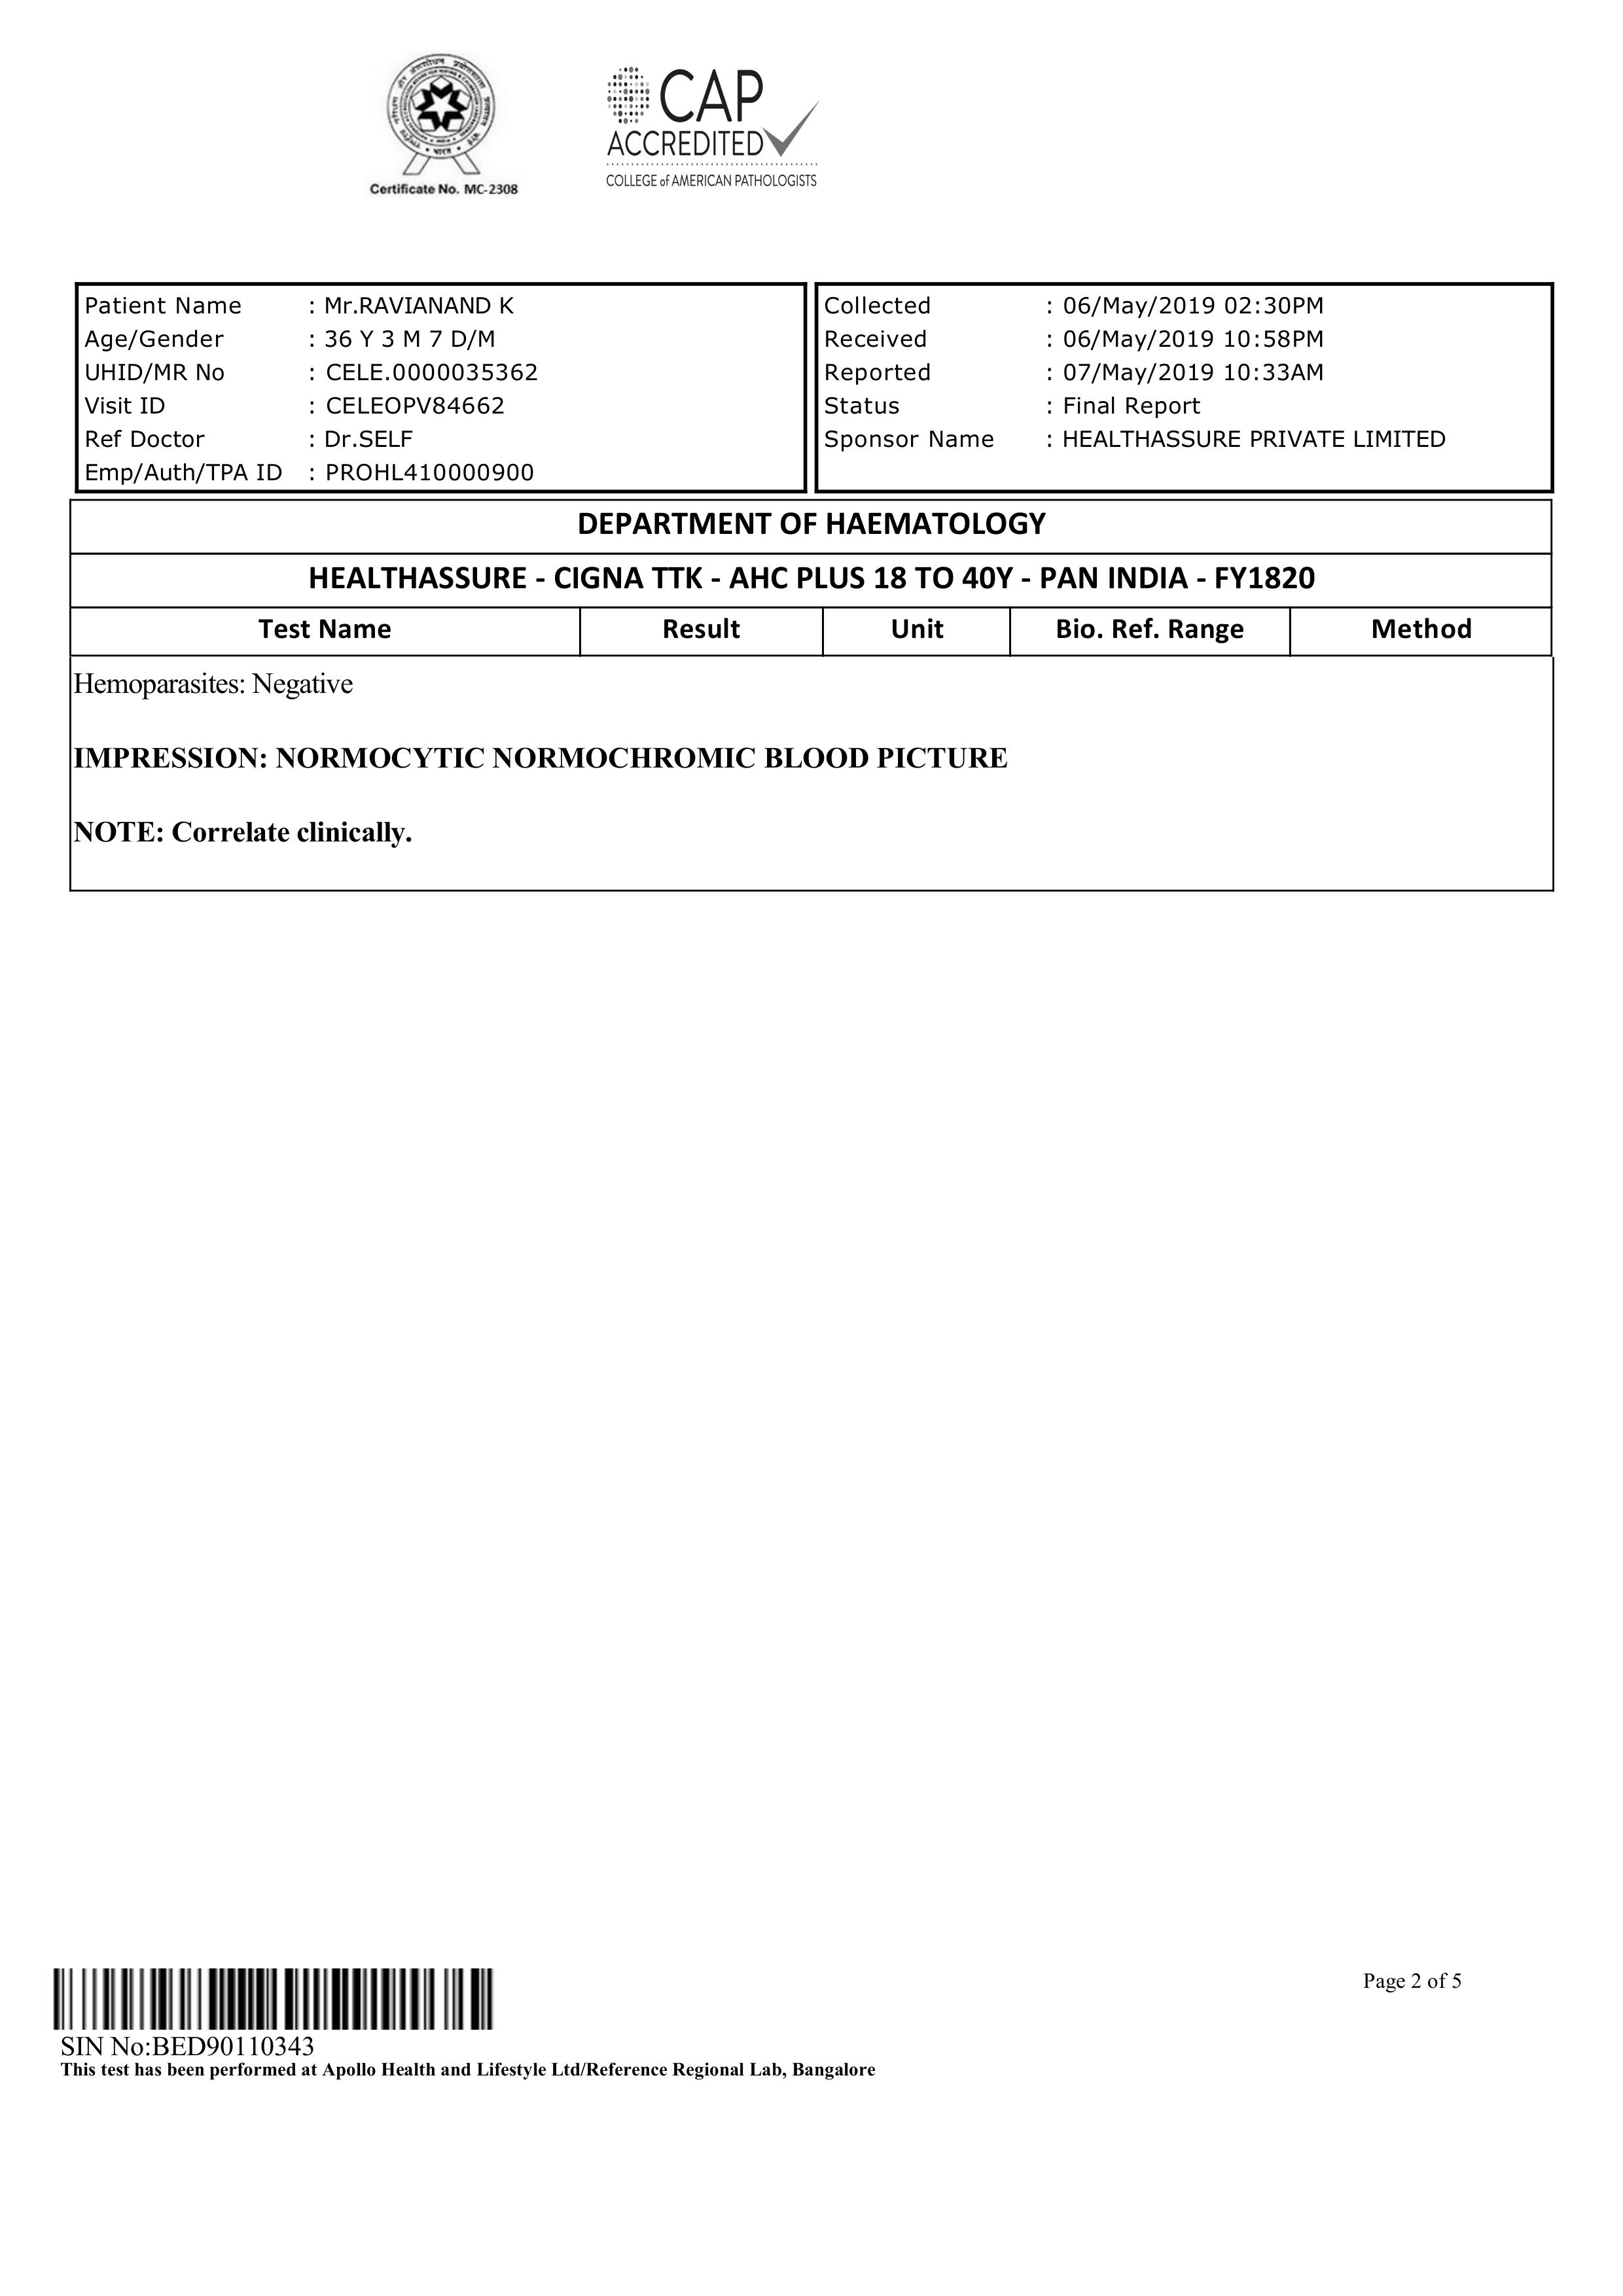 Certificate No. MC-2308
CAP
ACCREDITED
COLLEGE of AMERICAN PATHOLOGISTS
Patient Name : Mr.RAVIANAND K
Age/Gender : 36 Y 3 M 7 D/M
UHID/MR No : CELE.0000035362
Visit ID : CELEOPV84662
Ref Doctor : Dr.SELF
Emp/Auth/TPA ID : PROHL410000900
Collected : 06/May/2019 02:30PM
Received : 06/May/2019 10:58PM
Reported : 07/May/2019 10:33AM
Status : Final Report
Sponsor Name : HEALTHASSURE PRIVATE LIMITED
DEPARTMENT OF HAEMATOLOGY
HEALTHASSURE - CIGNA TTK - AHC PLUS 18 TO 40Y - PAN INDIA - FY1820
Test Name Result Unit Bio. Ref. Range Method
Hemoparasites: Negative
IMPRESSION: NORMOCYTIC NORMOCHROMIC BLOOD PICTURE
NOTE: Correlate clinically.
Page 2 of 5
SIN No:BED90110343
This test has been performed at Apollo Health and Lifestyle Ltd/Reference Regional Lab, Bangalore